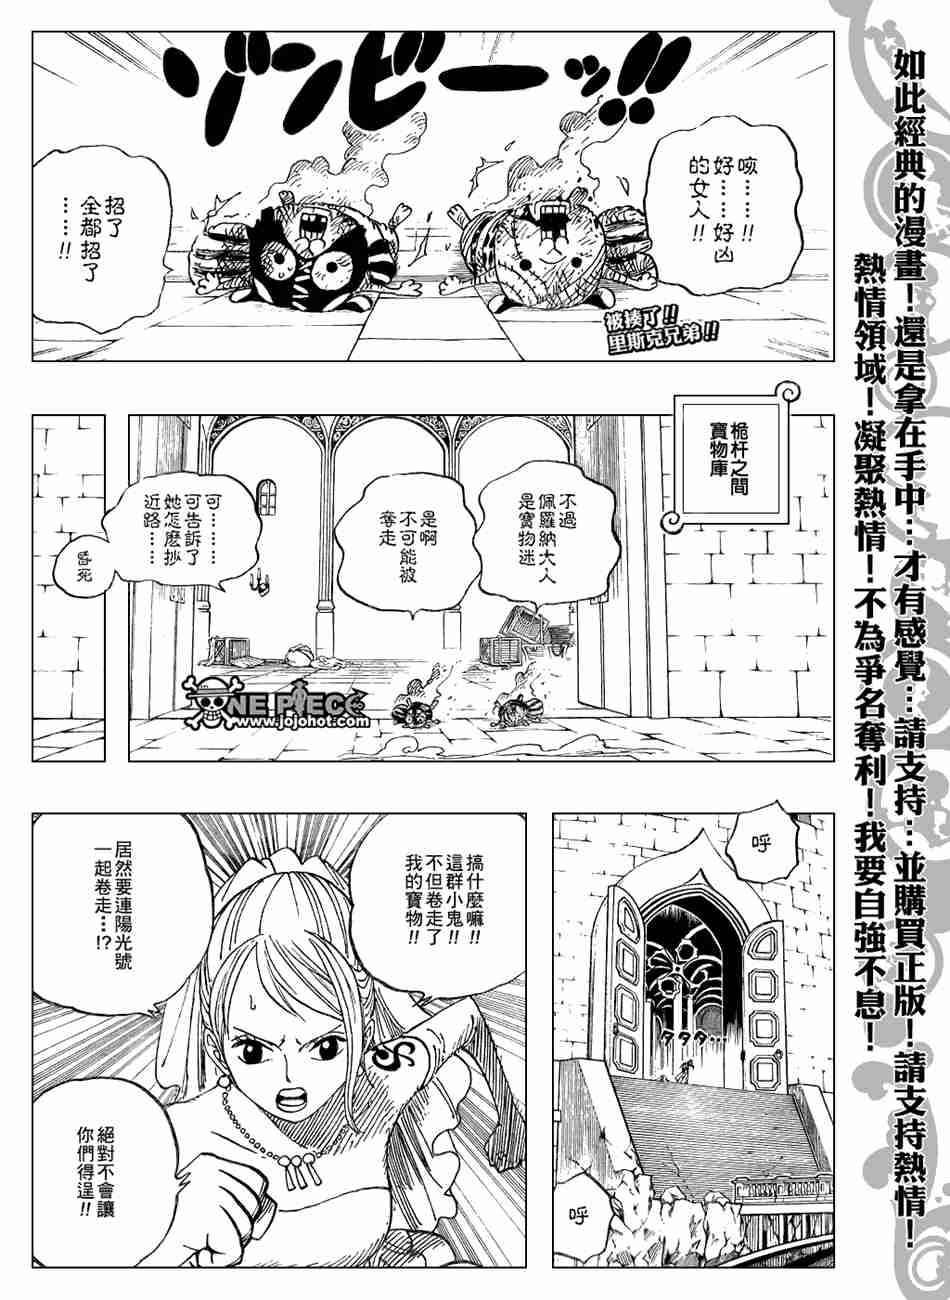 ゾンビーッ!!
咳……!!
好……好凶
的女人!!
招了
全都招了
……!!
被揍了!!
里斯克兄弟!!
桅杆之間
寶物庫
不過
佩羅納大人
是寶物迷
是啊
不可能被
奪走
可……
可告訴了
她怎麽抄
近路……
昏死
ONE PIECE
www.jojohot.com
呼
タタタ…
呼
搞什麼嘛!!
這群小鬼!!
不但卷走了
我的寶物!!
居然要連陽光號
一起卷走…!?
絕對不會讓
你們得逞!!
如此經典的漫畫！還是拿在手中…才有感覺…請支持…並購買正版！請支持熱情！
熱情領域！凝聚熱情！不為爭名奪利！我要自強不息！